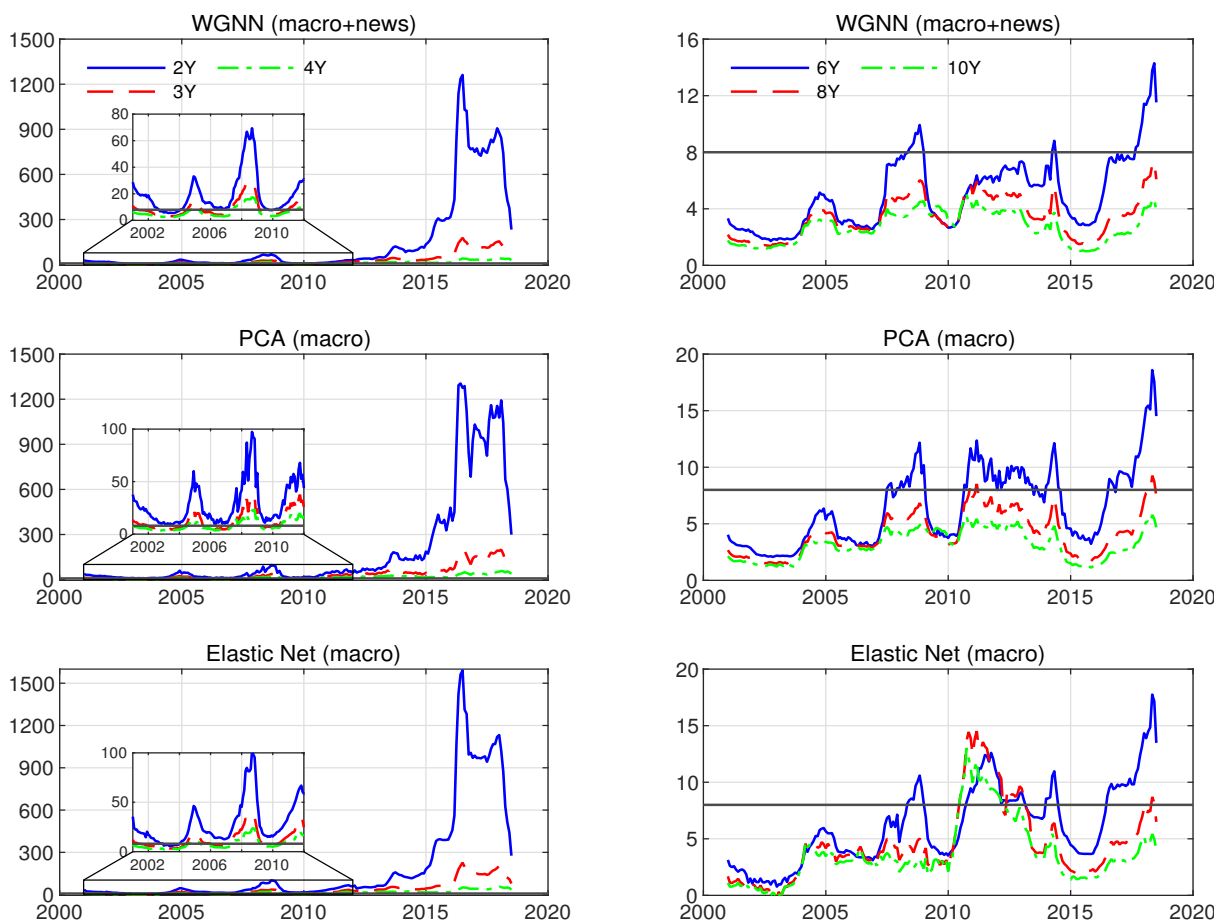 WGNN (macro+news)
1500
1200
900
600
300
0
2Y
4Y
3Y
80
60
40
20
0
2002 2006 2010
2000 2005 2010 2015 2020
WGNN (macro+news)
16
12
8
4
0
6Y
10Y
8Y
2000 2005 2010 2015 2020
PCA (macro)
1500
1200
900
600
300
0
100
50
0
2002 2006 2010
2000 2005 2010 2015 2020
PCA (macro)
20
15
10
5
0
2000 2005 2010 2015 2020
Elastic Net (macro)
1500
1200
900
600
300
0
100
50
0
2002 2006 2010
2000 2005 2010 2015 2020
Elastic Net (macro)
20
15
10
5
0
2000 2005 2010 2015 2020